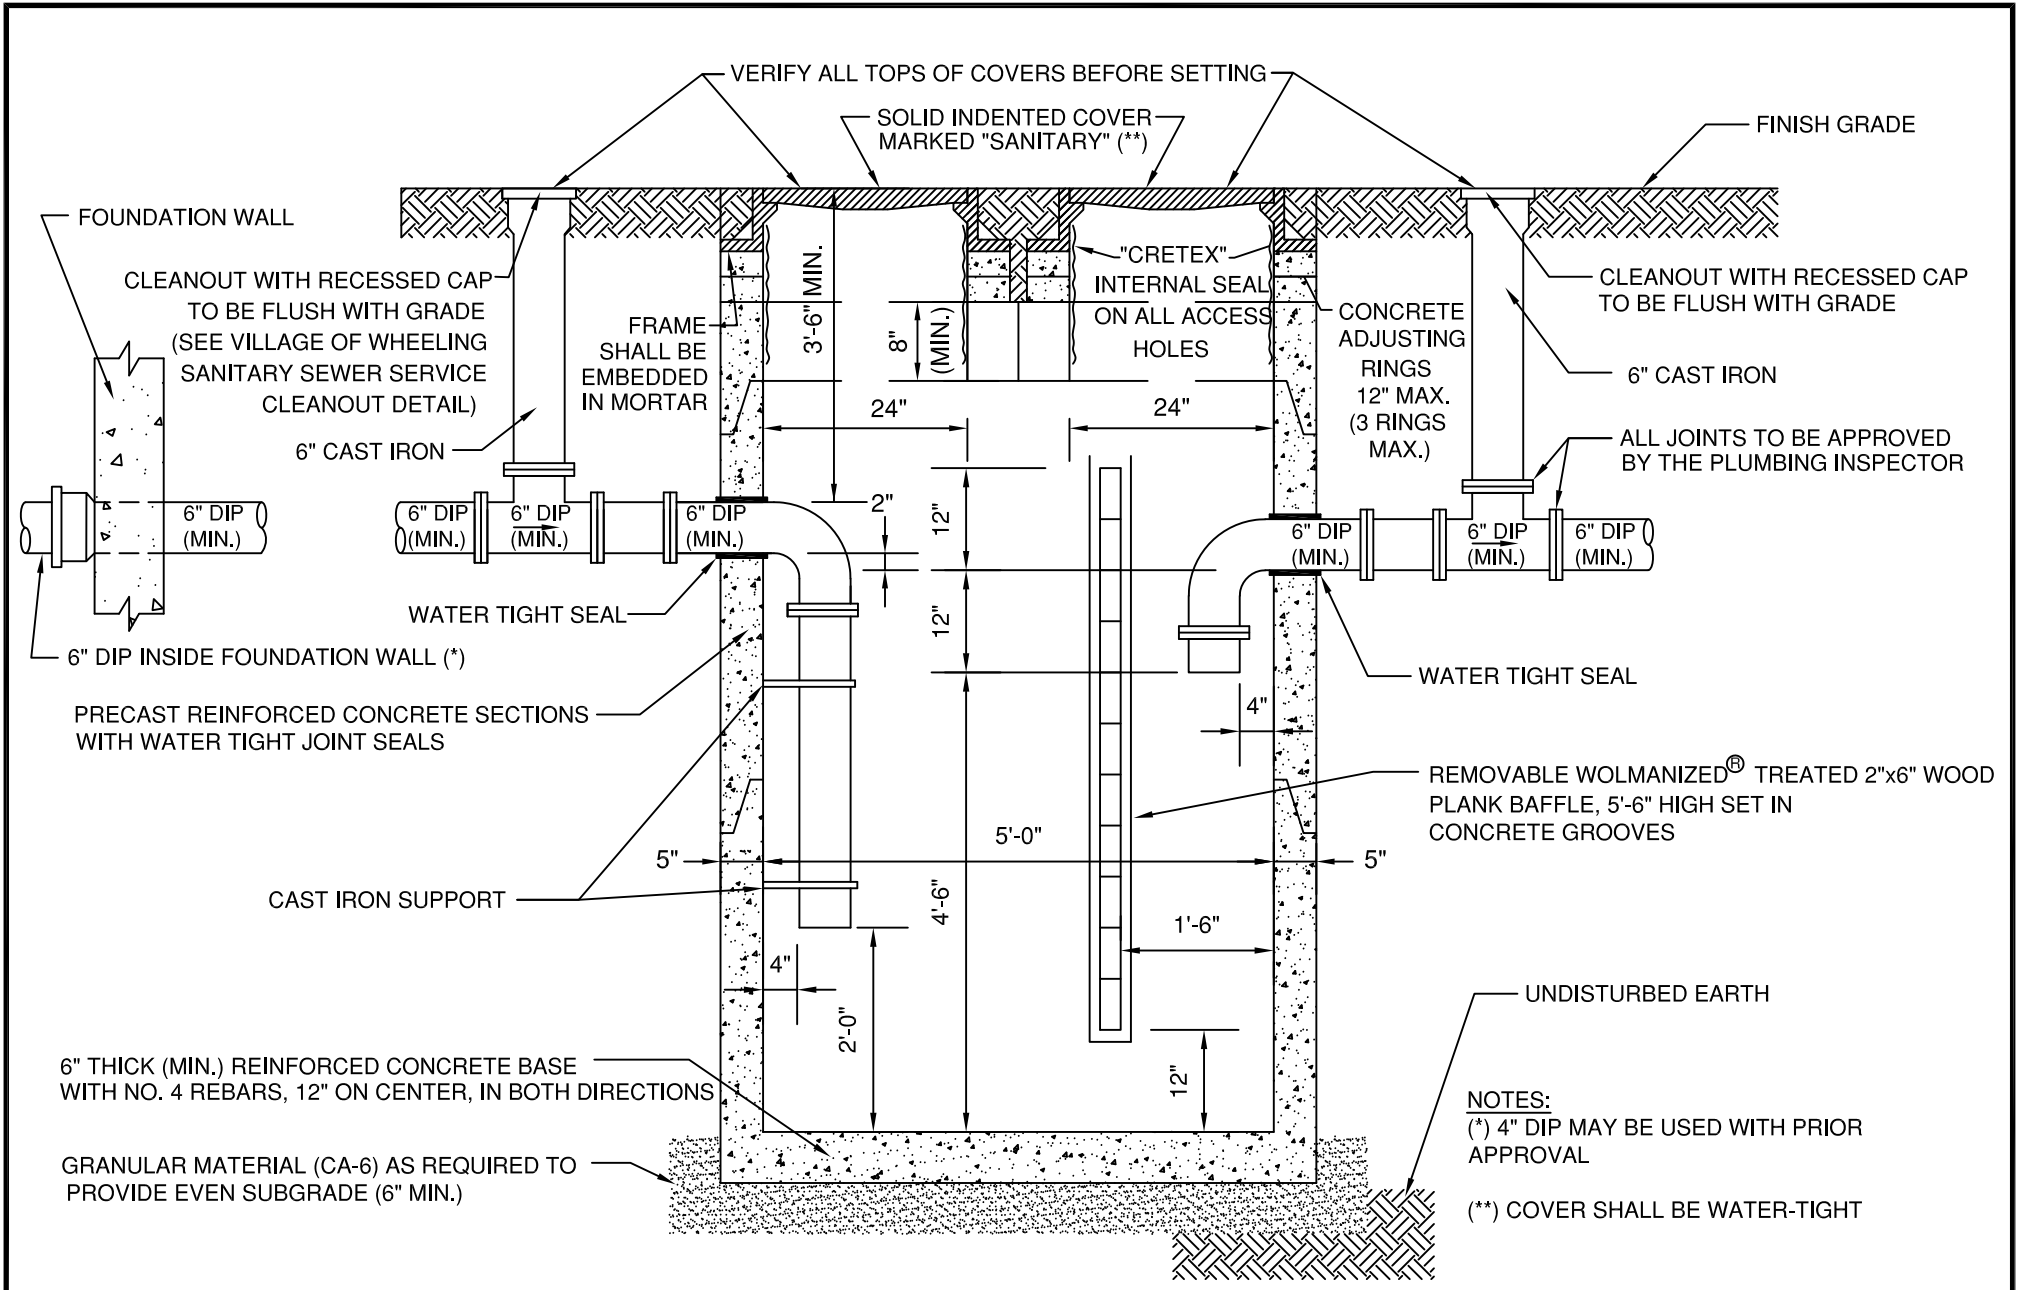 VERIFY ALL TOPS OF COVERS BEFORE SETTING
SOLID INDENTED COVER
MARKED "SANITARY" (**)
FINISH GRADE
FOUNDATION WALL
CLEANOUT WITH RECESSED CAP
TO BE FLUSH WITH GRADE
(SEE VILLAGE OF WHEELING
SANITARY SEWER SERVICE
CLEANOUT DETAIL)
6" CAST IRON
FRAME
SHALL BE
EMBEDDED
IN MORTAR
3'-6" MIN.
8"
(MIN.)
"CRETEX"
INTERNAL SEAL
ON ALL ACCESS
HOLES
CONCRETE
ADJUSTING
RINGS
12" MAX.
(3 RINGS
MAX.)
CLEANOUT WITH RECESSED CAP
TO BE FLUSH WITH GRADE
6" CAST IRON
24"
24"
ALL JOINTS TO BE APPROVED
BY THE PLUMBING INSPECTOR
6" DIP
(MIN.)
6" DIP
(MIN.)
6" DIP
(MIN.)
6" DIP
(MIN.)
2"
12"
12"
6" DIP
(MIN.)
6" DIP
(MIN.)
6" DIP
(MIN.)
WATER TIGHT SEAL
6" DIP INSIDE FOUNDATION WALL (*)
WATER TIGHT SEAL
PRECAST REINFORCED CONCRETE SECTIONS
WITH WATER TIGHT JOINT SEALS
4"
REMOVABLE WOLMANIZED® TREATED 2"x6" WOOD
PLANK BAFFLE, 5'-6" HIGH SET IN
CONCRETE GROOVES
5"
5'-0"
5"
CAST IRON SUPPORT
4'-6"
1'-6"
4"
2'-0"
12"
UNDISTURBED EARTH
6" THICK (MIN.) REINFORCED CONCRETE BASE
WITH NO. 4 REBARS, 12" ON CENTER, IN BOTH DIRECTIONS
GRANULAR MATERIAL (CA-6) AS REQUIRED TO
PROVIDE EVEN SUBGRADE (6" MIN.)
NOTES:
(*) 4" DIP MAY BE USED WITH PRIOR
APPROVAL
(**) COVER SHALL BE WATER-TIGHT